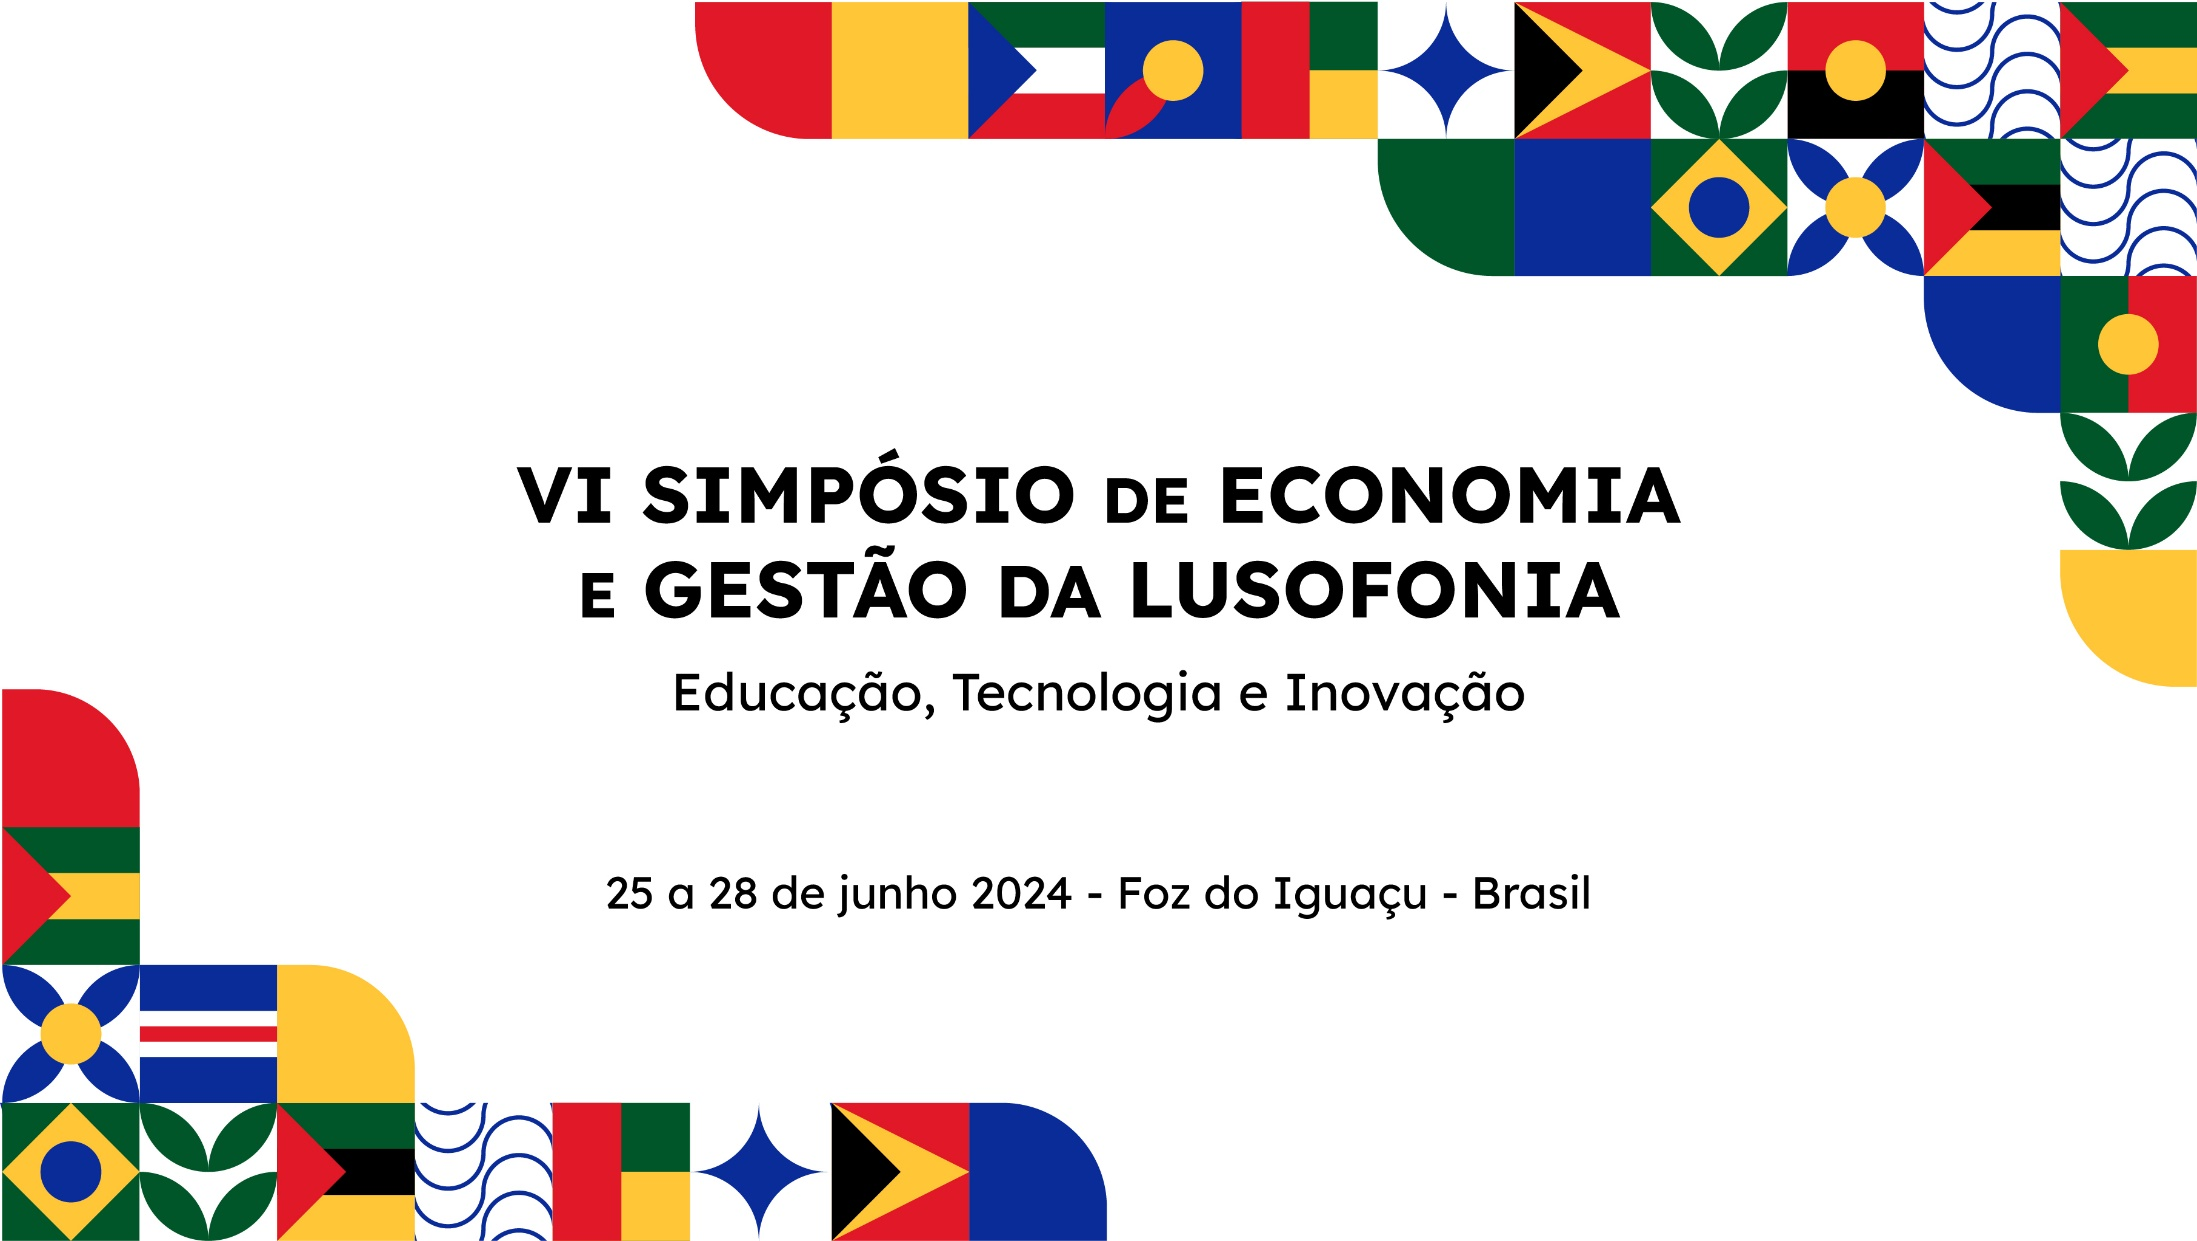 VI SIMPÓSIO DE ECONOMIA
E GESTÃO DA LUSOFONIA
Educação, Tecnologia e Inovação
25 a 28 de junho 2024 - Foz do Iguaçu - Brasil